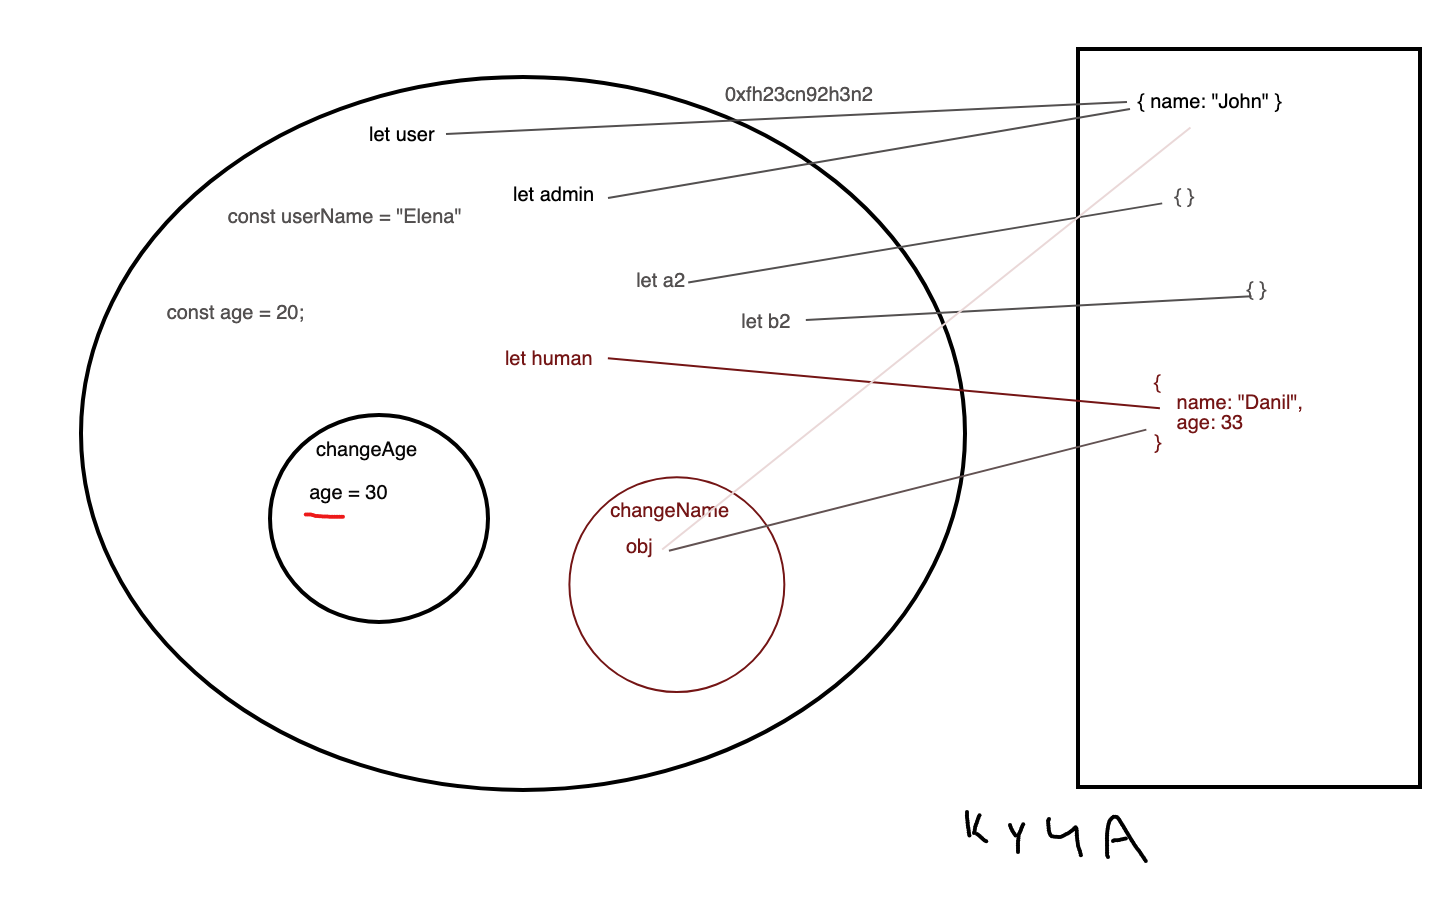 0xfh23cn92h3n2
let user
let admin
const userName = "Elena"
let a2
const age = 20;
let b2
let human
changeAge
age = 30
changeName
obj
{ name: "John" }
{ }
{ }
{
name: "Danil",
age: 33
}
КУЧА